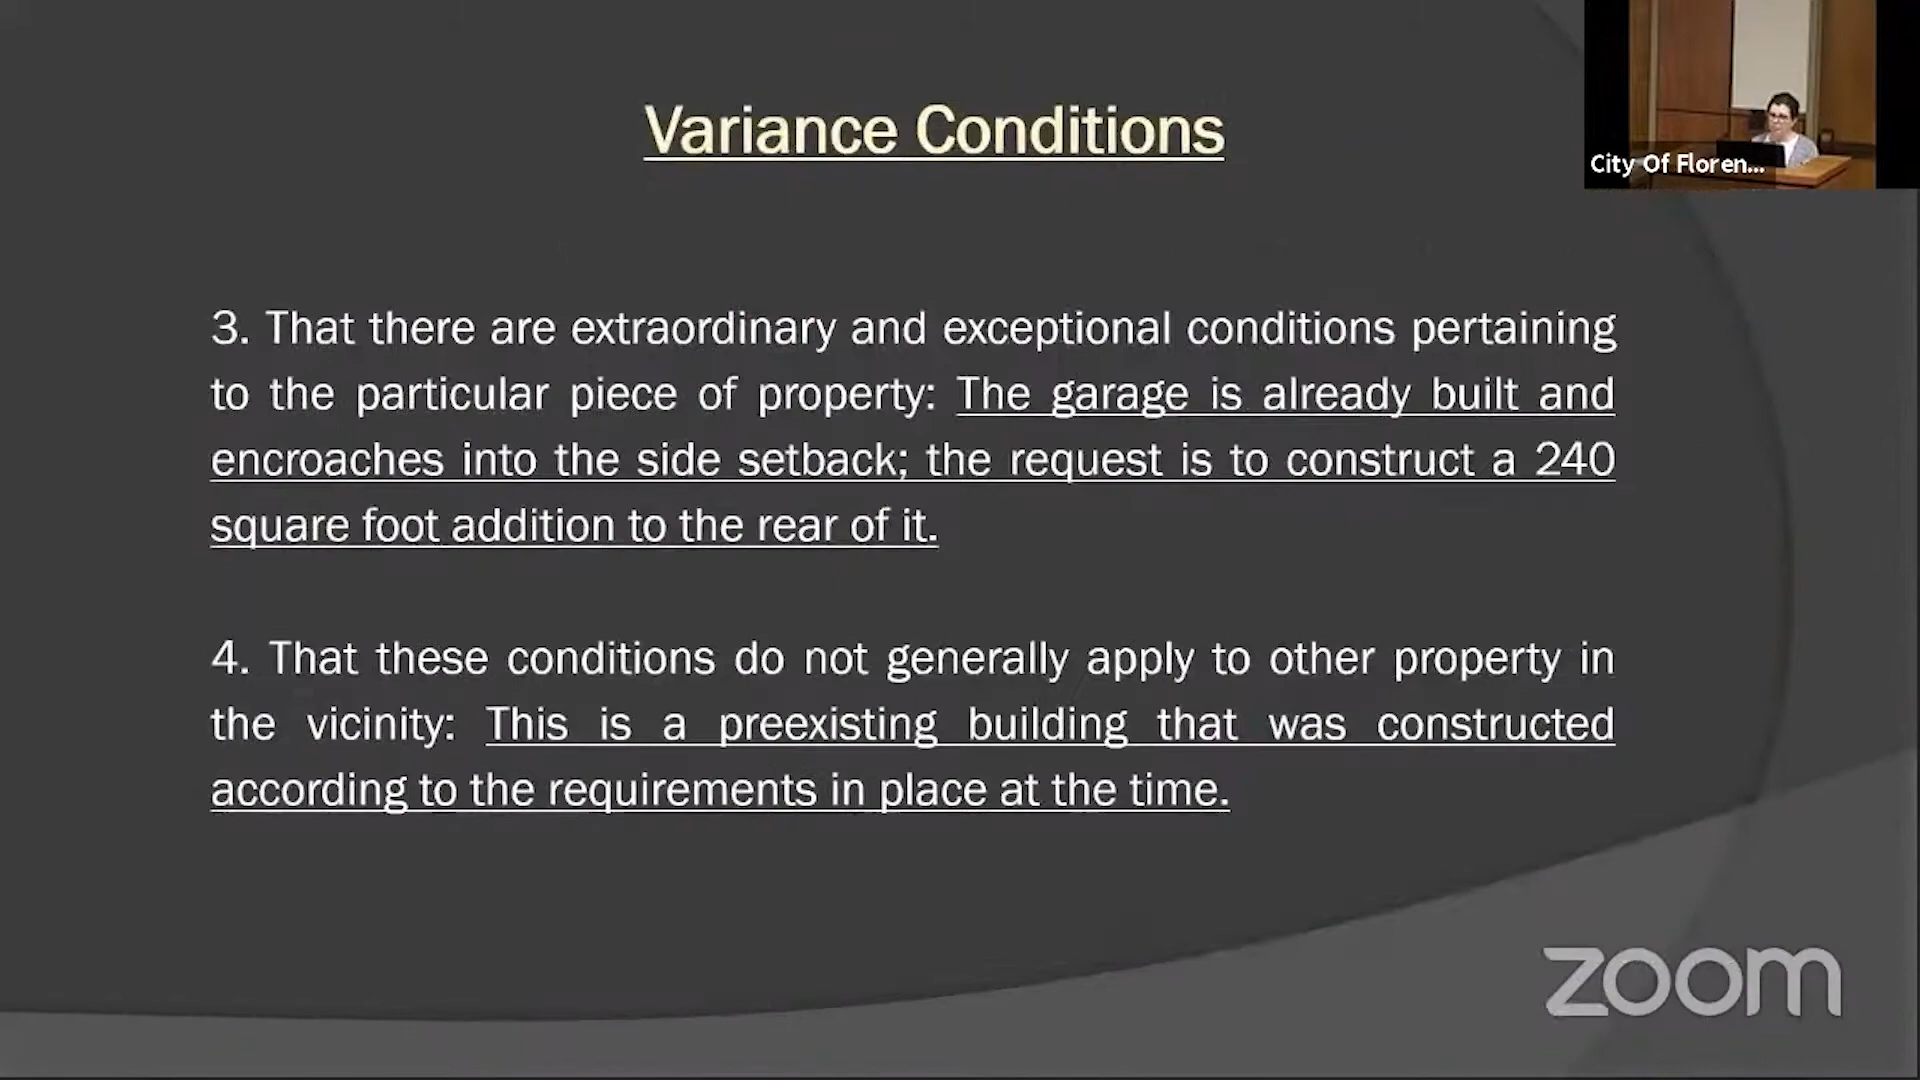 Variance Conditions
City Of Floren...
3. That there are extraordinary and exceptional conditions pertaining
to the particular piece of property: The garage is already built and
encroaches into the side setback; the request is to construct a 240
square foot addition to the rear of it.
4. That these conditions do not generally apply to other property in
the vicinity: This is a preexisting building that was constructed
according to the requirements in place at the time.
zoom